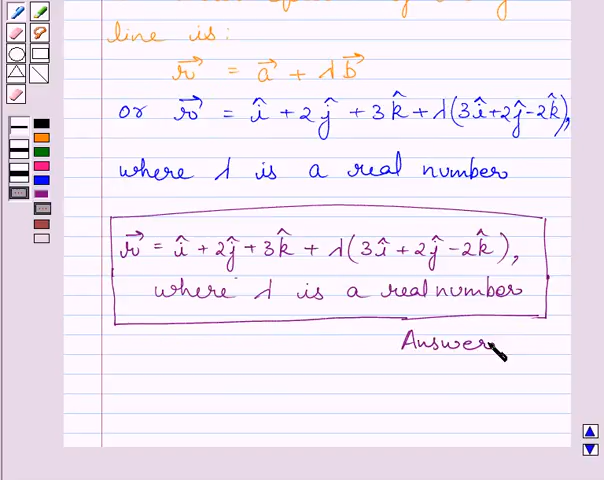 line is:
r⃗ = a⃗ + λb⃗
or r⃗ = î + 2ĵ + 3k̂ + λ(3î+2ĵ-2k̂),
where λ is a real number
r⃗ = î + 2ĵ + 3k̂ + λ(3î + 2ĵ - 2k̂),
where λ is a real number
Answer